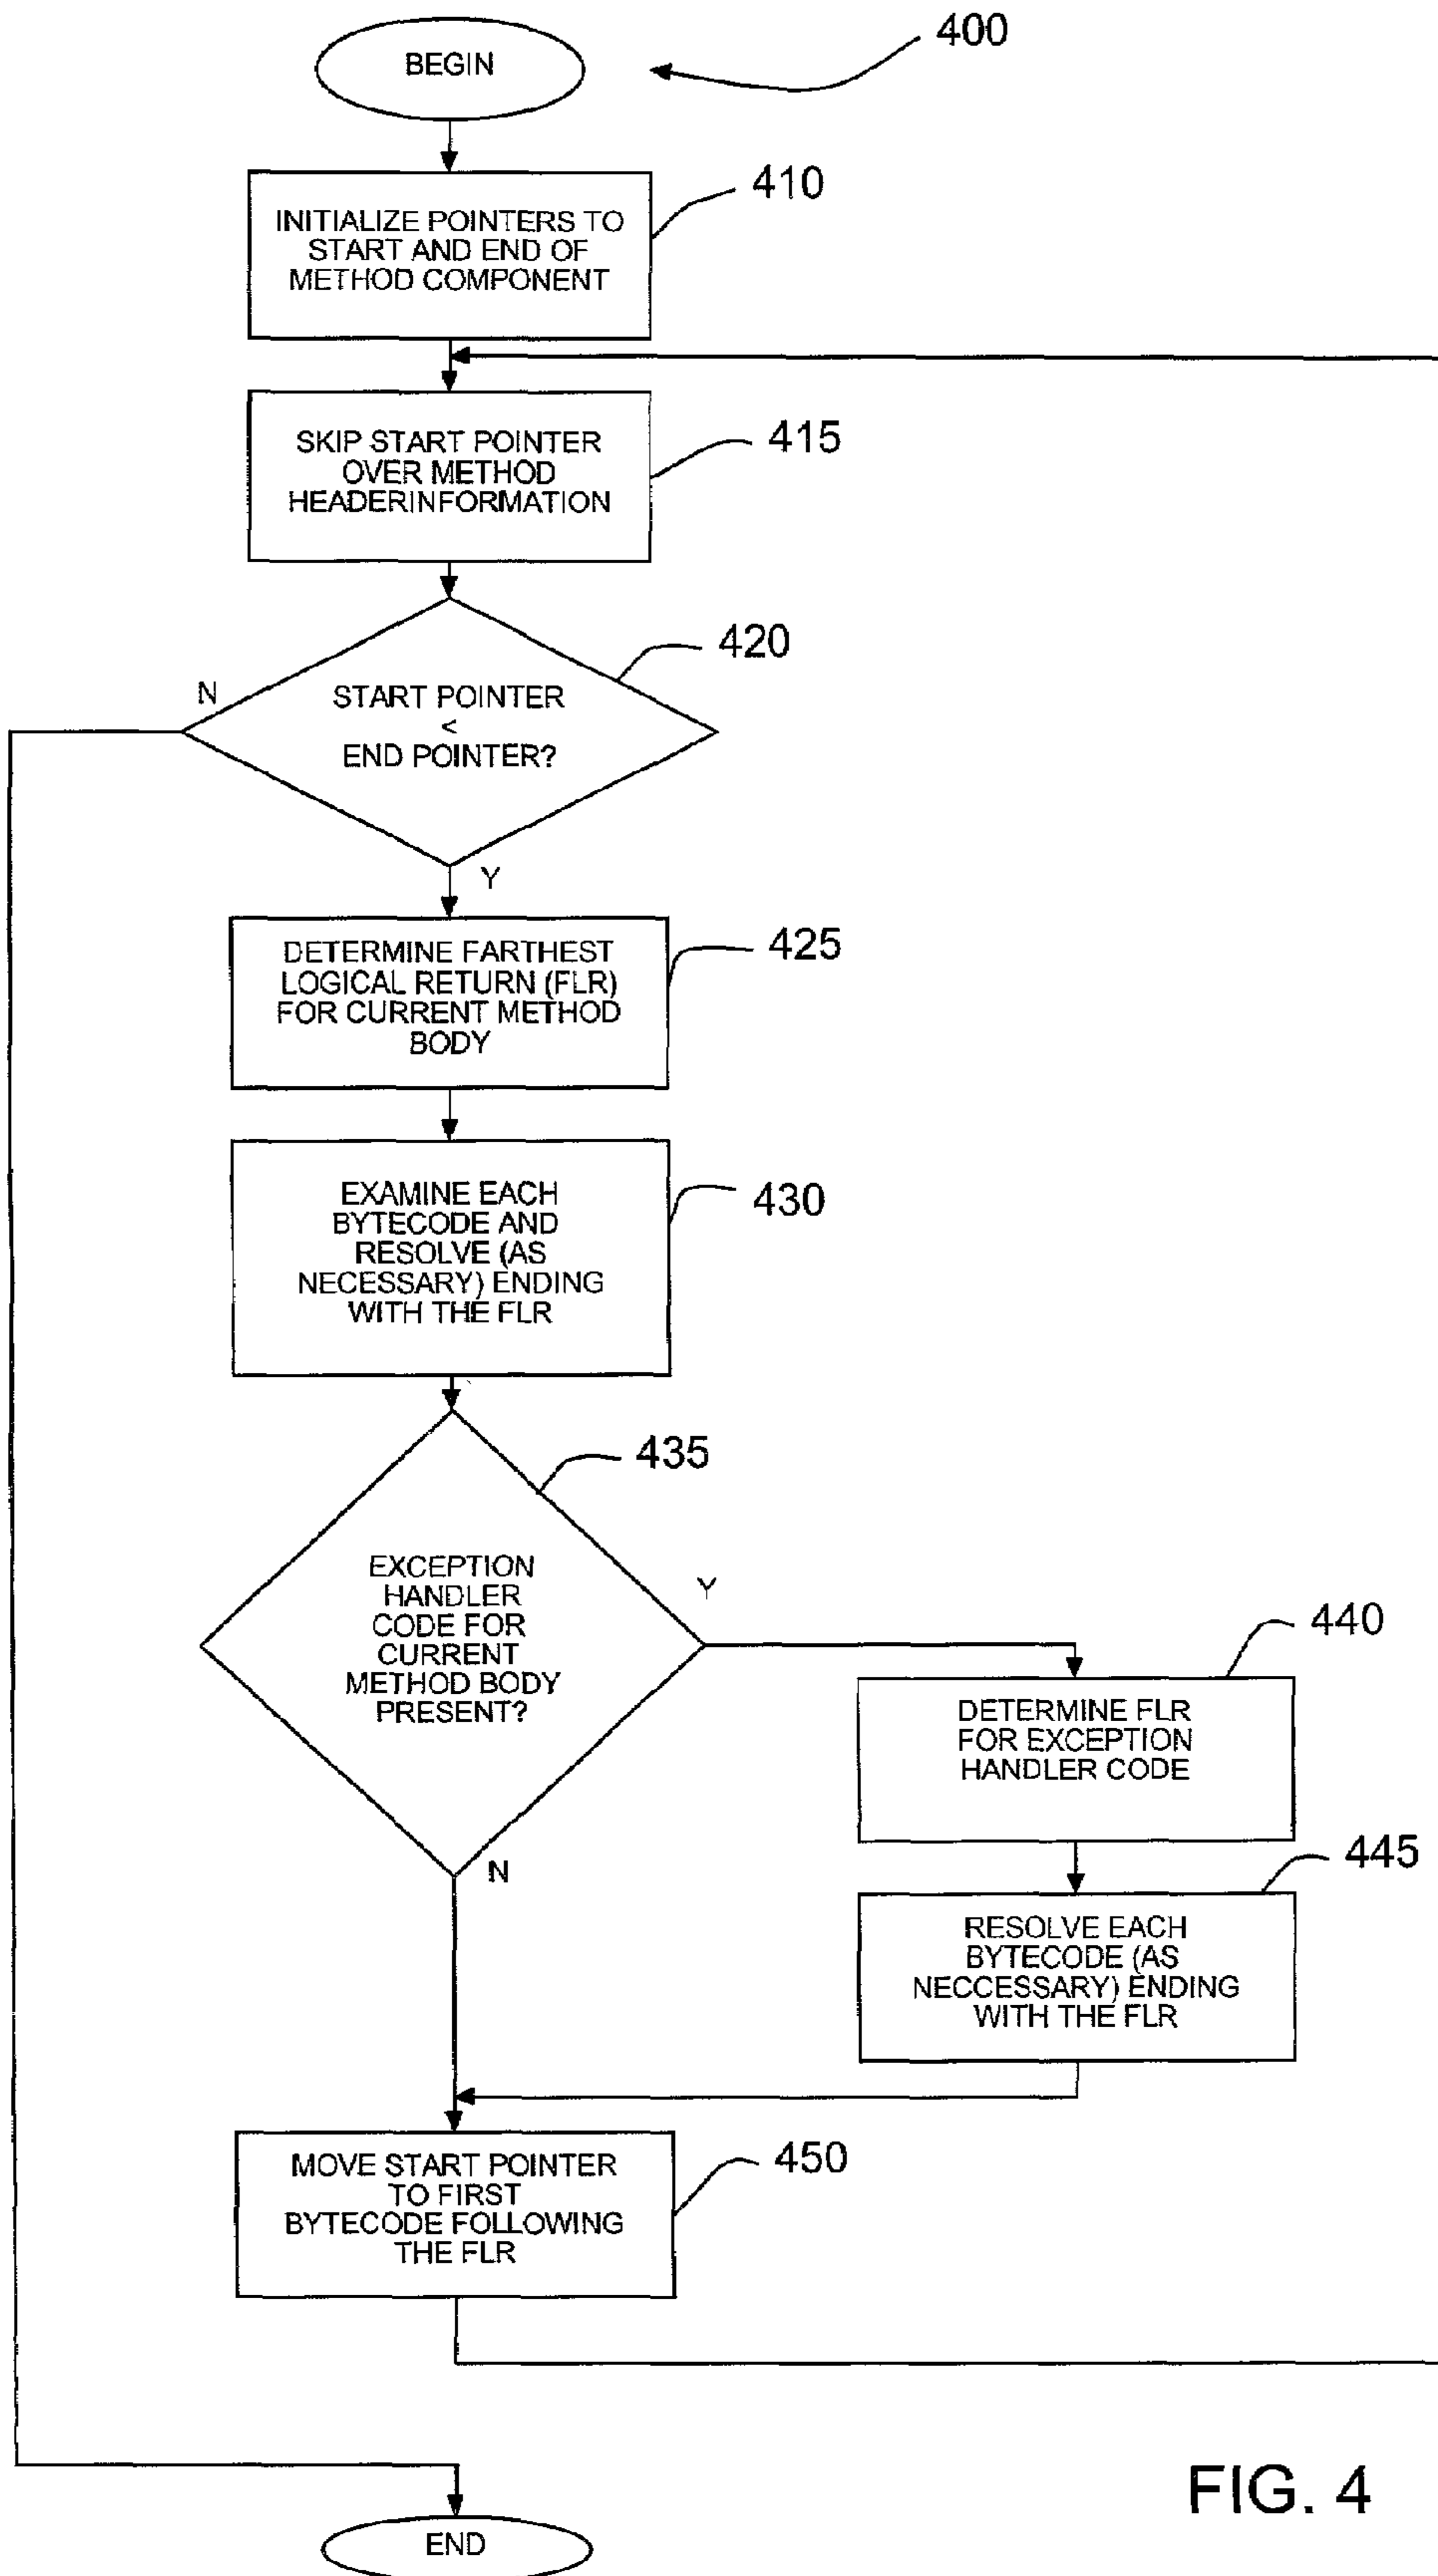 BEGIN
400
410
INITIALIZE POINTERS TO
START AND END OF
METHOD COMPONENT
415
SKIP START POINTER
OVER METHOD
HEADERINFORMATION
420
N
START POINTER
<
END POINTER?
Y
425
DETERMINE FARTHEST
LOGICAL RETURN (FLR)
FOR CURRENT METHOD
BODY
430
EXAMINE EACH
BYTECODE AND
RESOLVE (AS
NECESSARY) ENDING
WITH THE FLR
435
EXCEPTION
HANDLER
CODE FOR
CURRENT
METHOD BODY
PRESENT?
Y
N
440
DETERMINE FLR
FOR EXCEPTION
HANDLER CODE
445
RESOLVE EACH
BYTECODE (AS
NECCESSARY) ENDING
WITH THE FLR
450
MOVE START POINTER
TO FIRST
BYTECODE FOLLOWING
THE FLR
END
FIG. 4